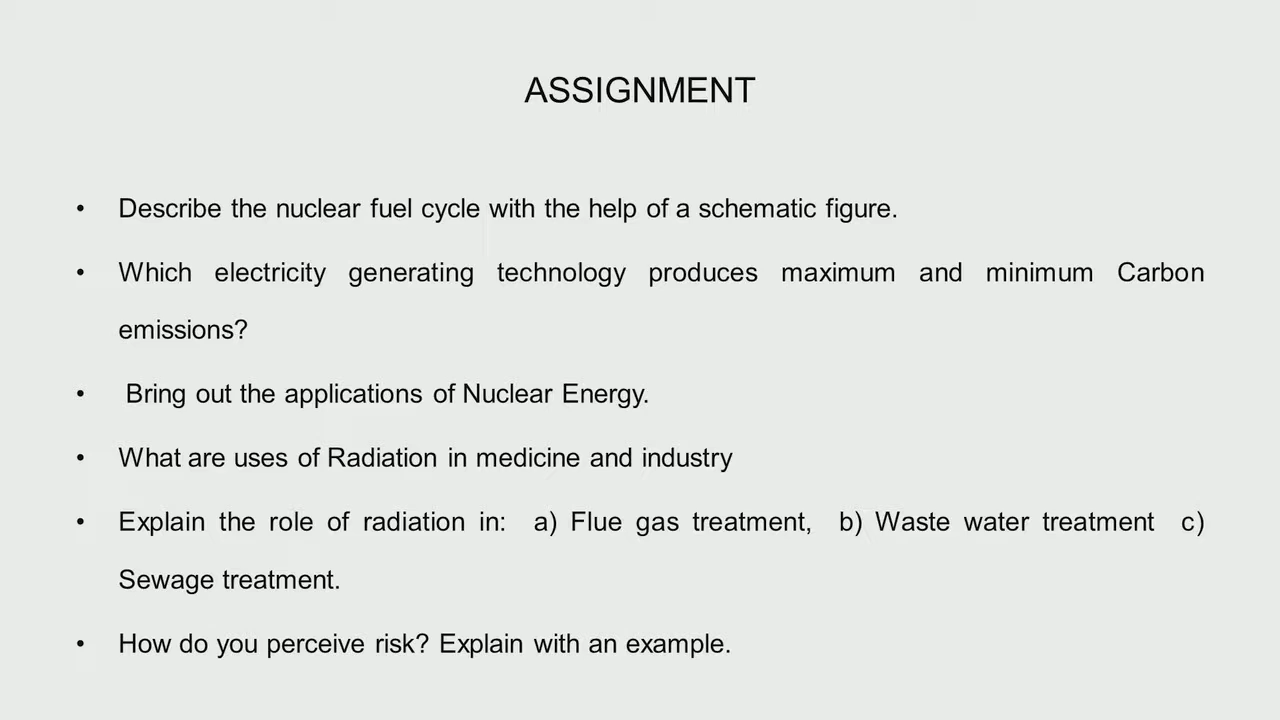 ASSIGNMENT
• Describe the nuclear fuel cycle with the help of a schematic figure.
• Which electricity generating technology produces maximum and minimum Carbon
emissions?
• Bring out the applications of Nuclear Energy.
• What are uses of Radiation in medicine and industry
• Explain the role of radiation in: a) Flue gas treatment, b) Waste water treatment c)
Sewage treatment.
• How do you perceive risk? Explain with an example.